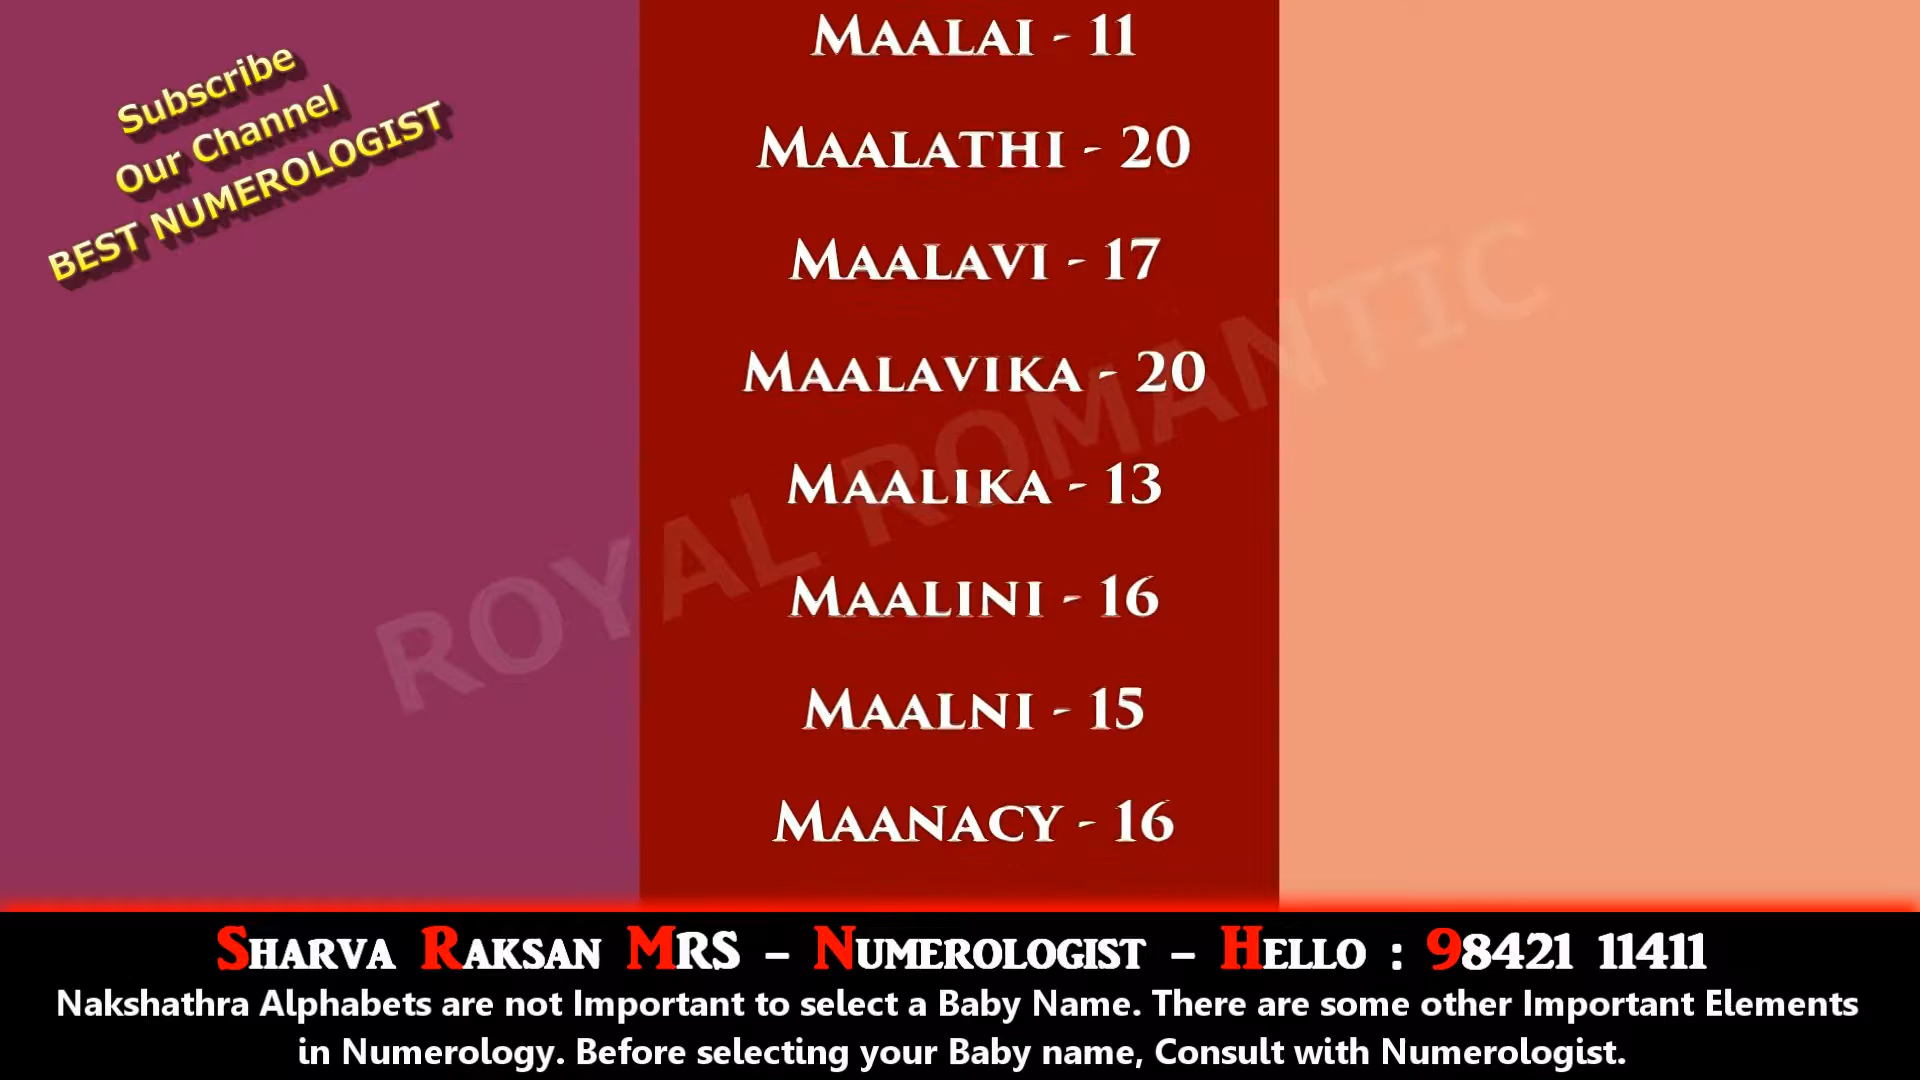 Subscribe
Our Channel
BEST NUMEROLOGIST
MAALAI - 11
MAALATHI - 20
MAALAVI - 17
MAALAVIKA - 20
MAALIKA - 13
MAALINI - 16
MAALNI - 15
MAANACY - 16
ROYAL ROMANTIC
SHARVA RAKSAN MRS – NUMEROLOGIST – HELLO : 98421 11411
Nakshathra Alphabets are not Important to select a Baby Name. There are some other Important Elements
in Numerology. Before selecting your Baby name, Consult with Numerologist.